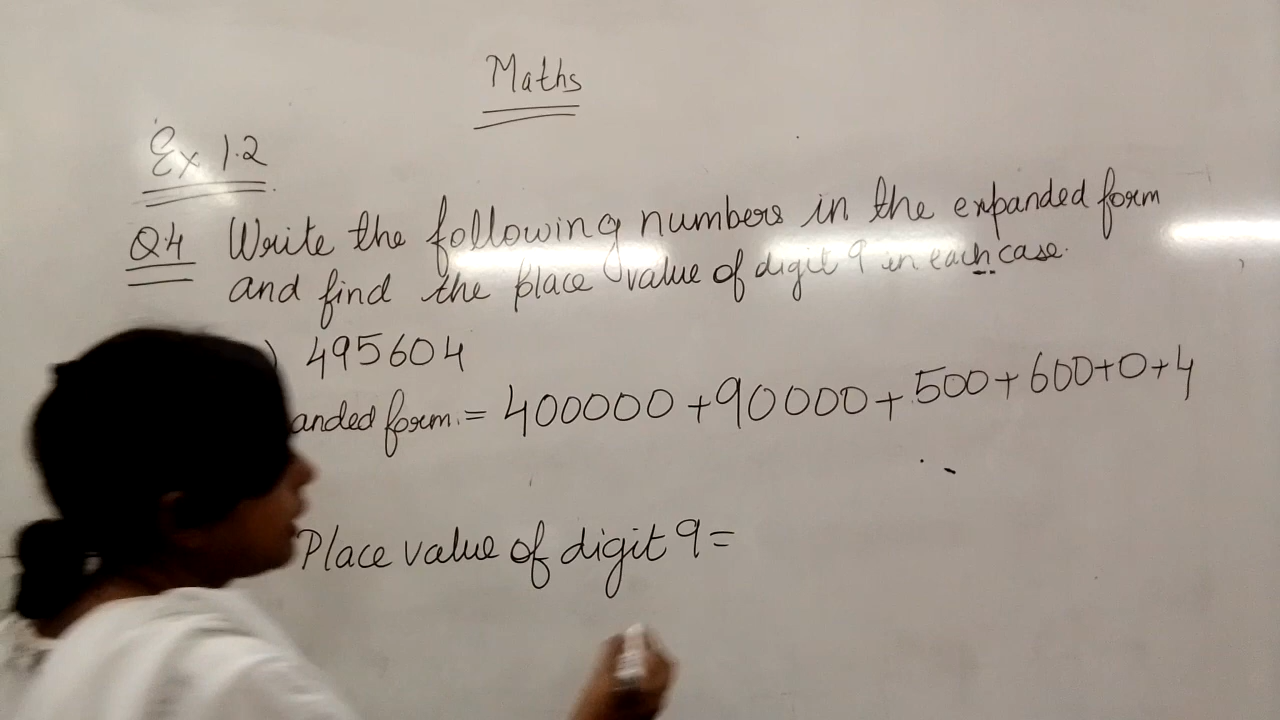 Maths
Ex 1.2
Q.4 Write the following numbers in the expanded form
and find the place value of digit 9 in each case.
) 495604
anded form. = 400000 + 90000 + 500 + 600 + 0 + 4
Place value of digit 9 =